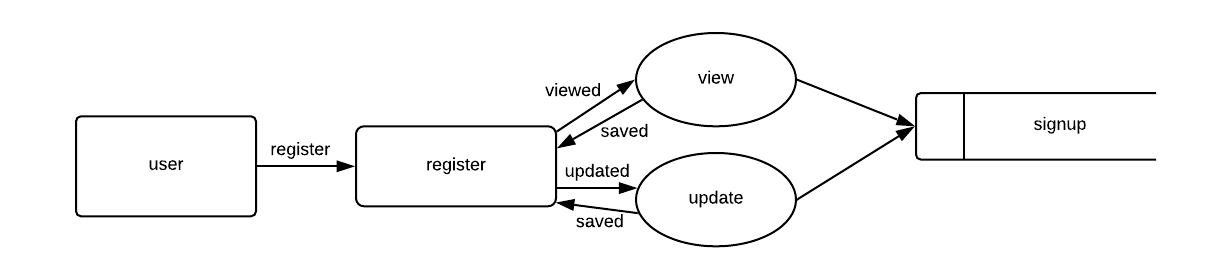 user
register
register
viewed
saved
updated
saved
view
update
signup